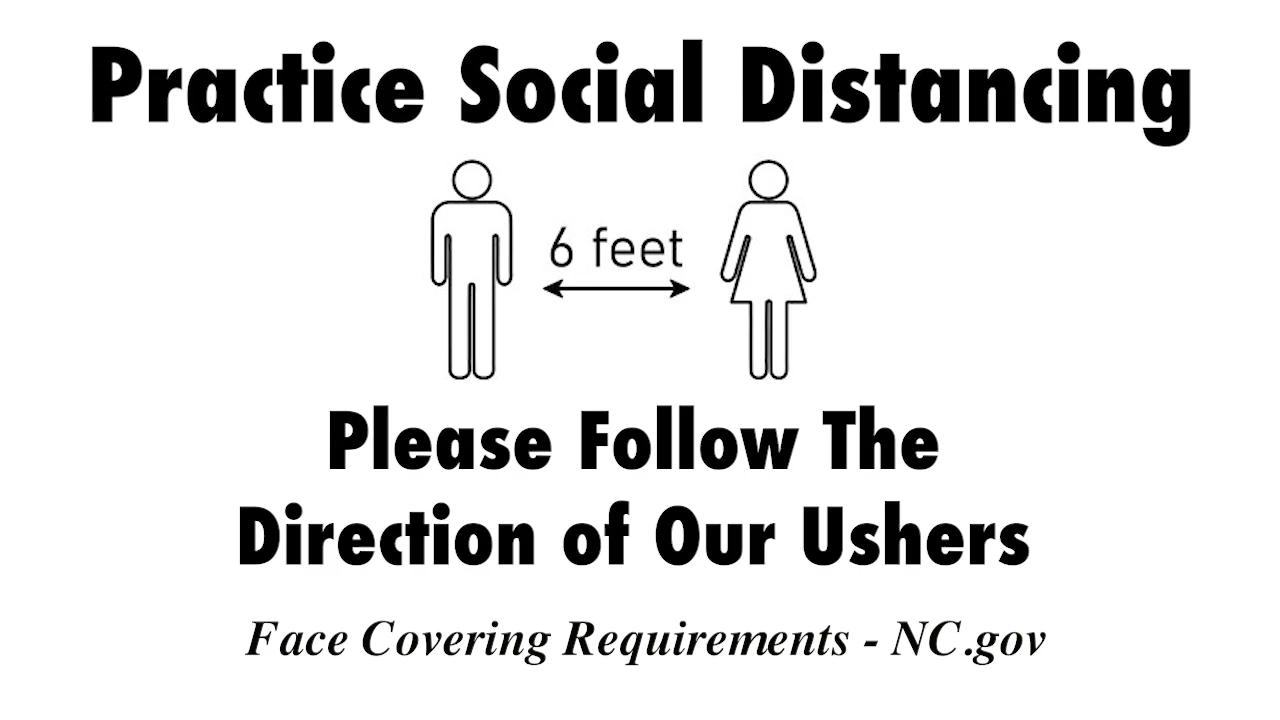 Practice Social Distancing
6 feet
Please Follow The
Direction of Our Ushers
Face Covering Requirements - NC.gov